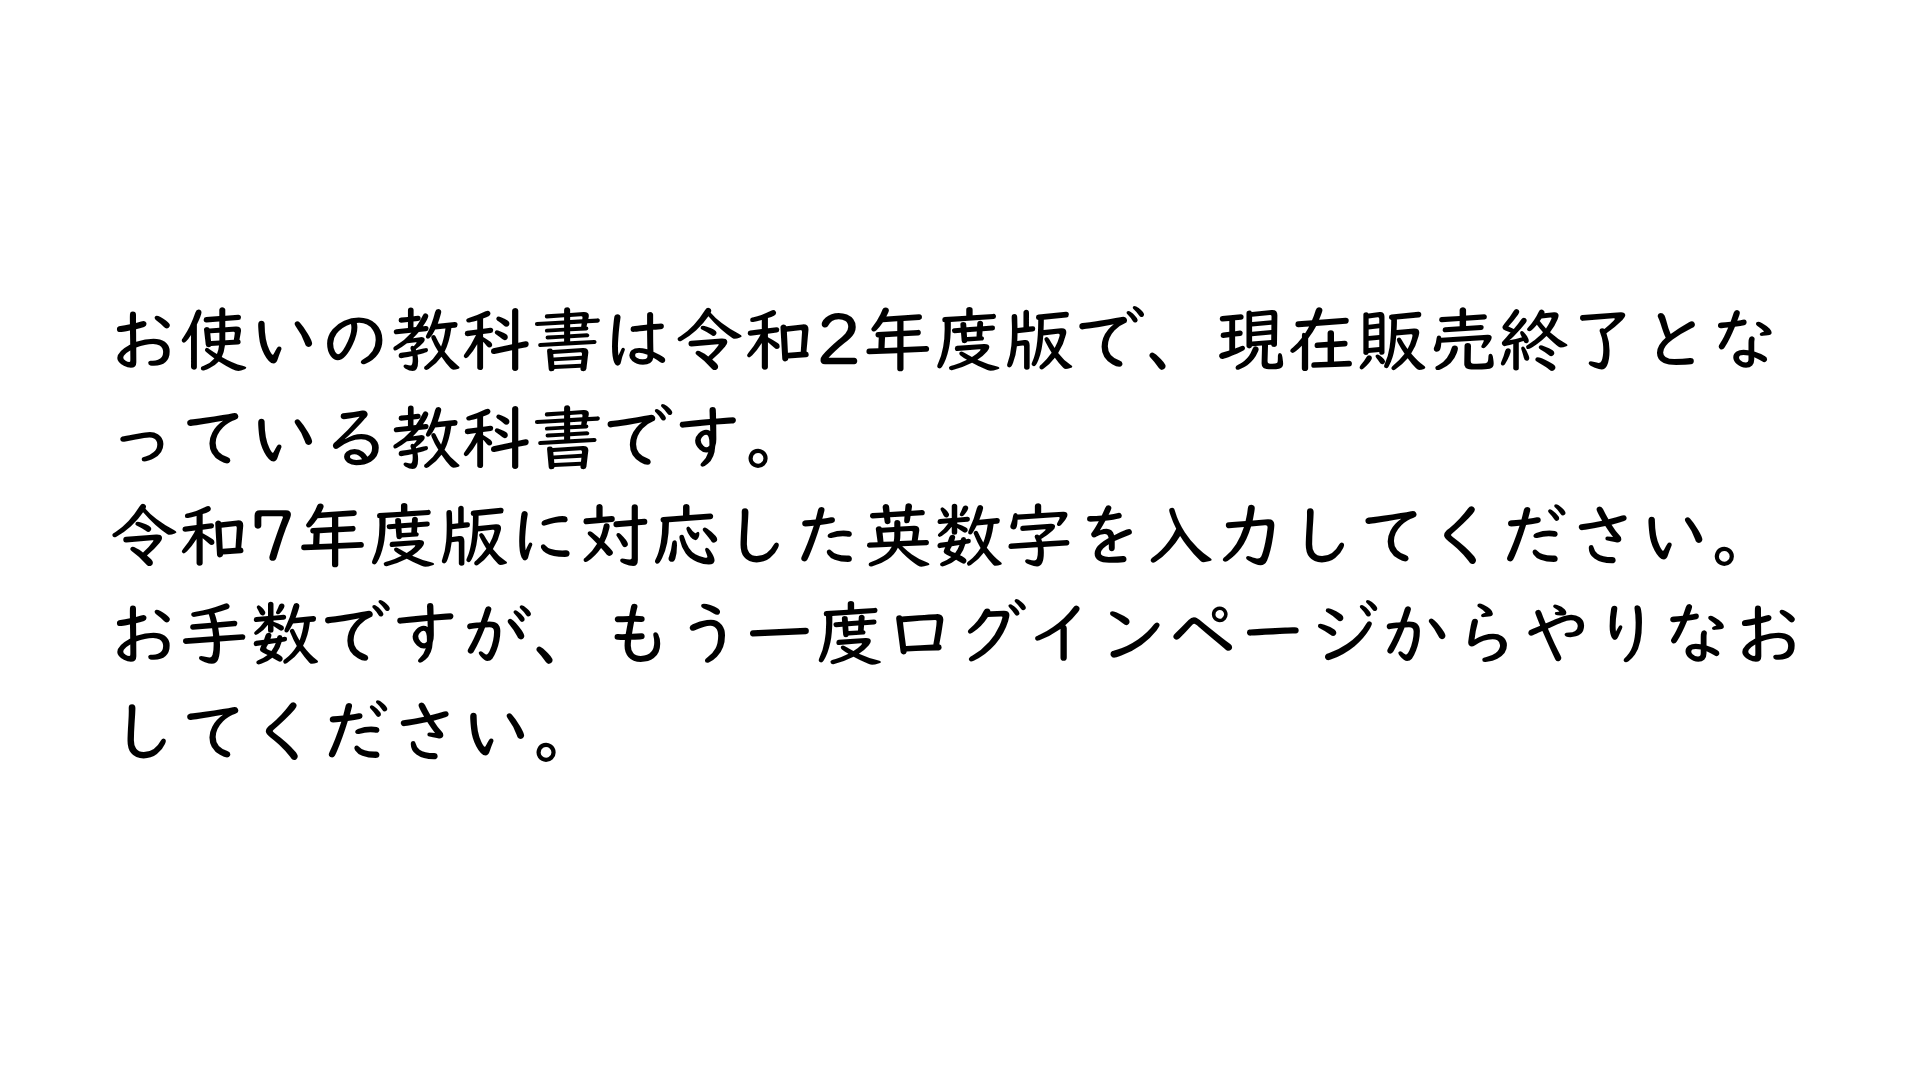 お使いの教科書は令和2年度版で、現在販売終了とな
っている教科書です。
令和7年度版に対応した英数字を入力してください。
お手数ですが、もう一度ログインページからやりなお
してください。